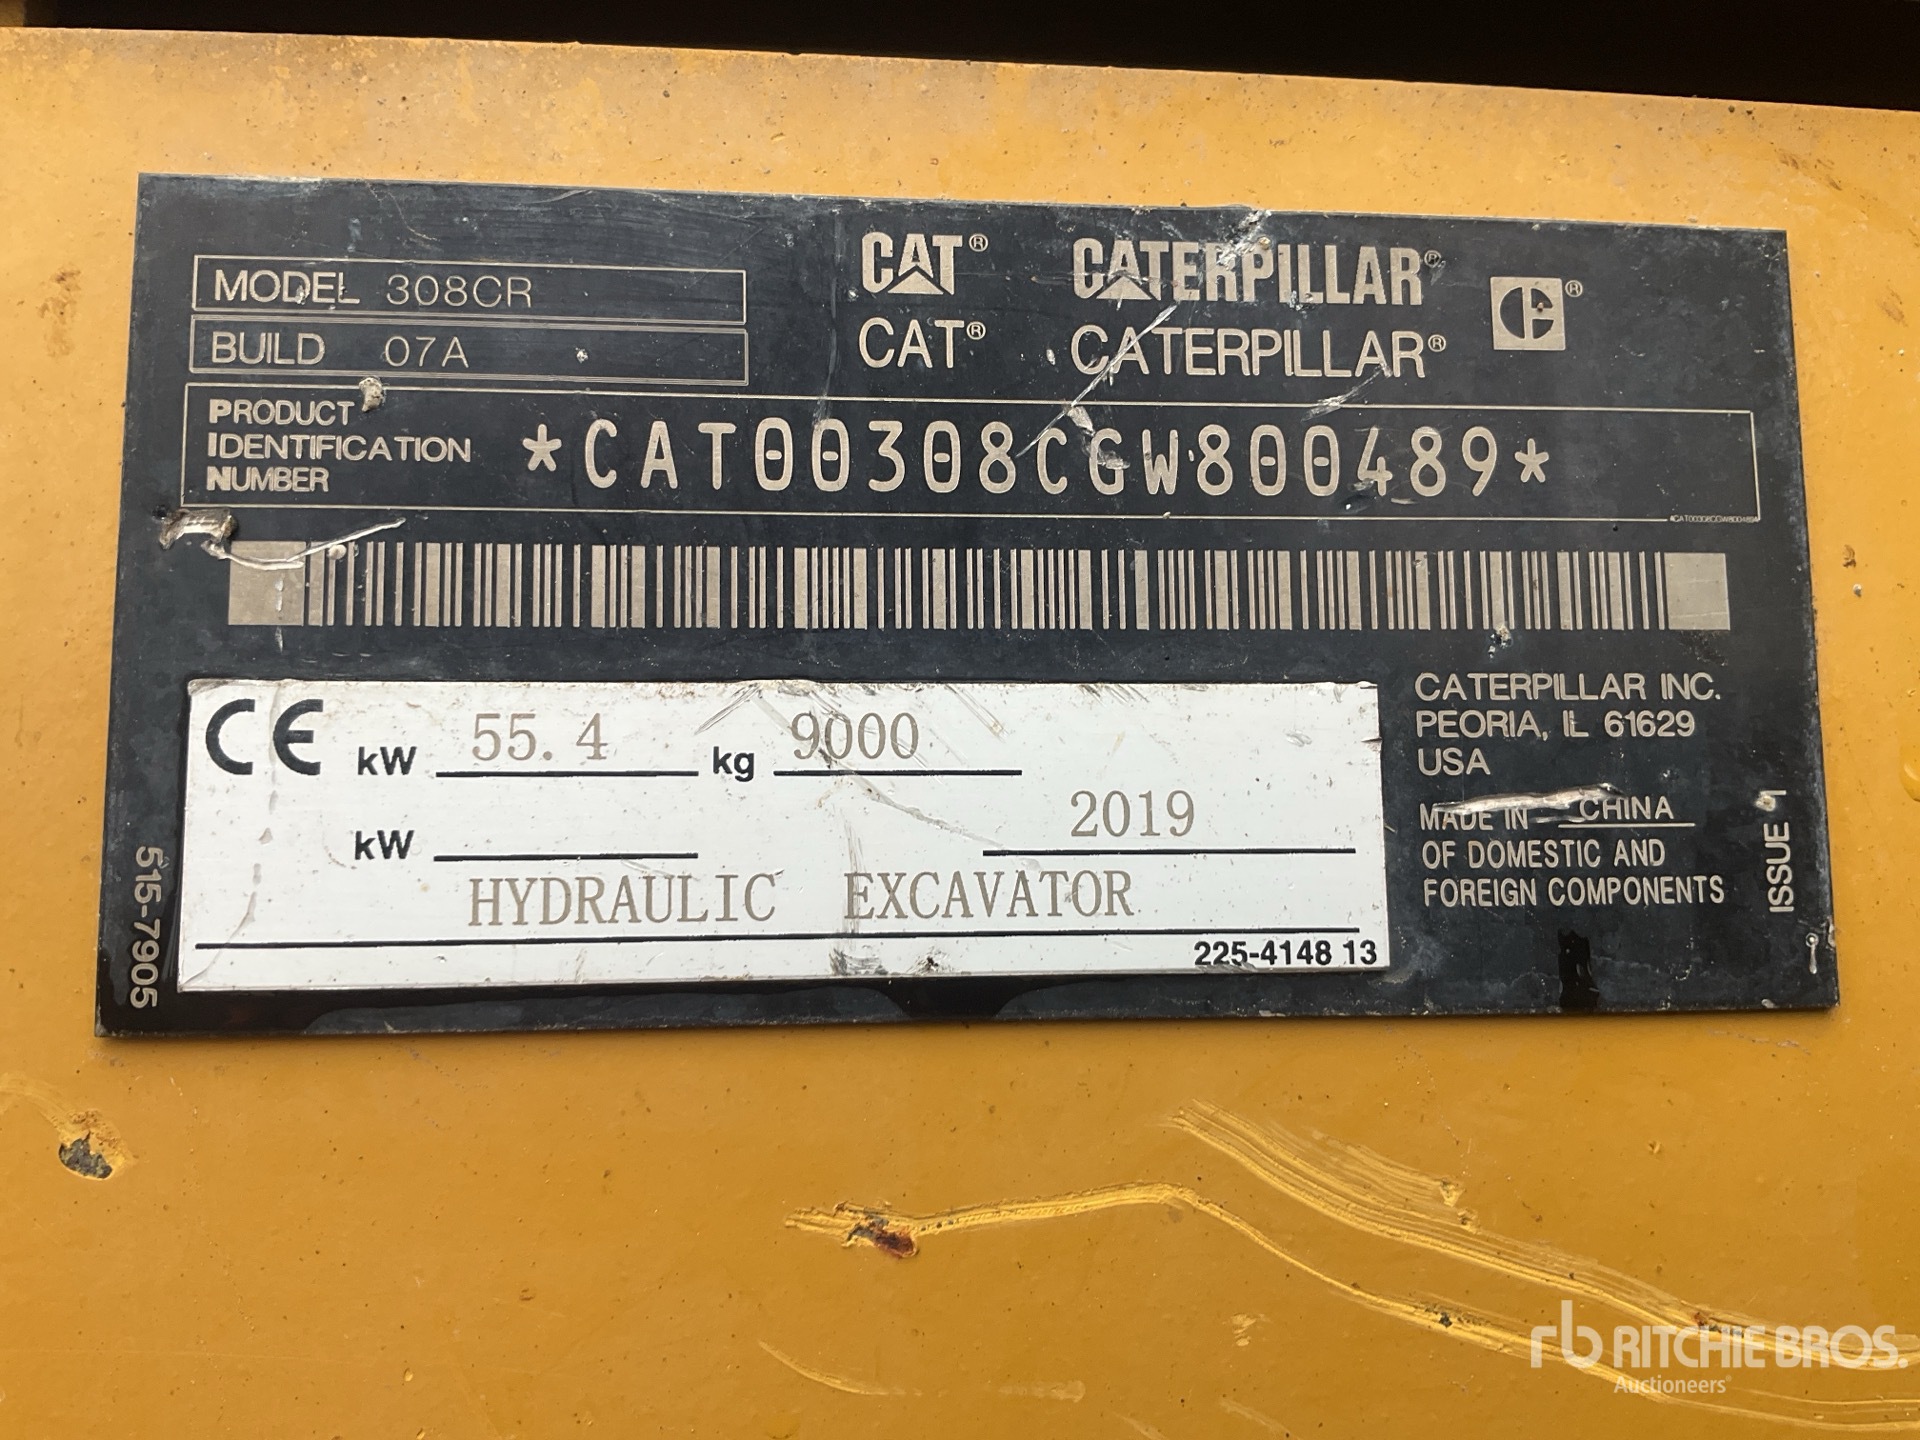 CAT® CATERPILLAR®
CAT® CATERPILLAR®
MODEL 308CR
BUILD 07A
PRODUCT
IDENTIFICATION
NUMBER
*CAT00308CGW800489*
*CAT00308CGW800489*
CE kW 55.4 kg 9000
kW 2019
HYDRAULIC EXCAVATOR
225-4148 13
CATERPILLAR INC.
PEORIA, IL 61629
USA
MADE IN CHINA
OF DOMESTIC AND
FOREIGN COMPONENTS
ISSUE 1
515-7905
rb RITCHIE BROS.
Auctioneers